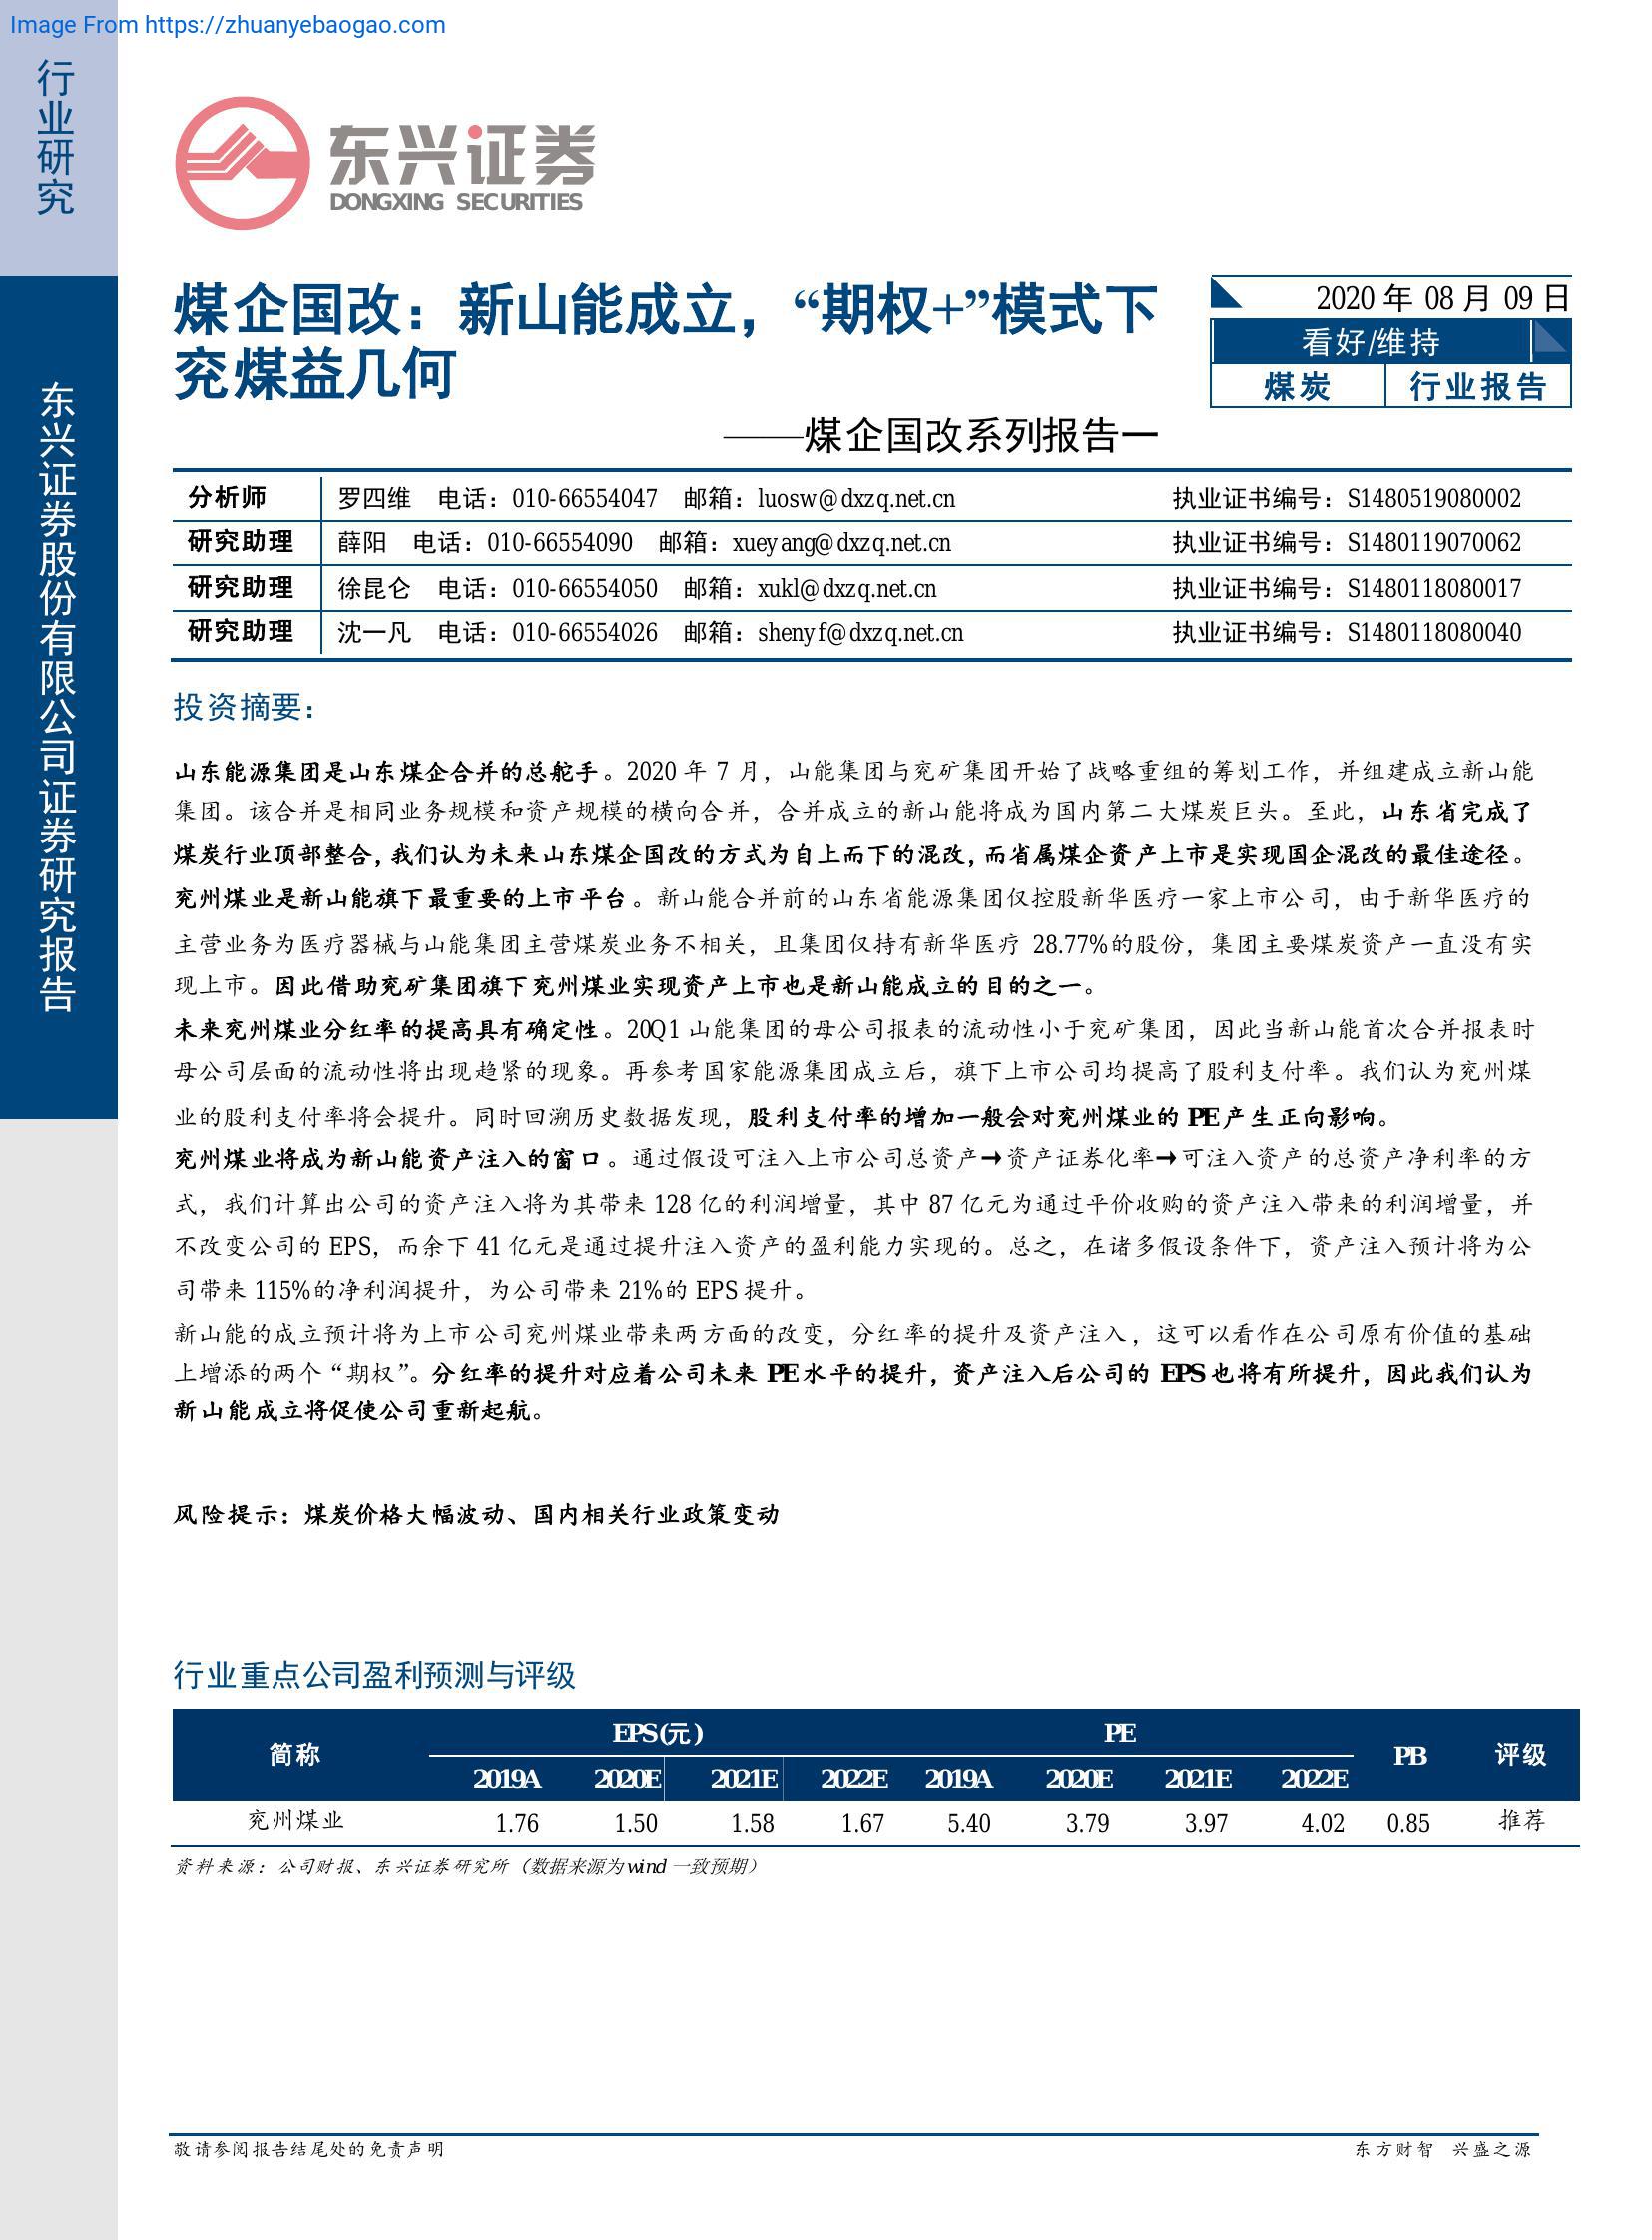 Image From https://zhuanyebaogao.com
行业研究
东兴证券股份有限公司证券研究报告
东兴证券
DONGXING SECURITIES
煤企国改：新山能成立，“期权+”模式下
兖煤益几何
——煤企国改系列报告一
2020 年 08 月 09 日
看好/维持
煤炭 行业报告
分析师 罗四维 电话：010-66554047 邮箱：luosw@dxzq.net.cn 执业证书编号：S1480519080002
研究助理 薛阳 电话：010-66554090 邮箱：xueyang@dxzq.net.cn 执业证书编号：S1480119070062
研究助理 徐昆仑 电话：010-66554050 邮箱：xukl@dxzq.net.cn 执业证书编号：S1480118080017
研究助理 沈一凡 电话：010-66554026 邮箱：shenyf@dxzq.net.cn 执业证书编号：S1480118080040
投资摘要：
山东能源集团是山东煤企合并的总舵手。2020 年 7 月，山能集团与兖矿集团开始了战略重组的筹划工作，并组建成立新山能
集团。该合并是相同业务规模和资产规模的横向合并，合并成立的新山能将成为国内第二大煤炭巨头。至此，山东省完成了
煤炭行业顶部整合，我们认为未来山东煤企国改的方式为自上而下的混改，而省属煤企资产上市是实现国企混改的最佳途径。
兖州煤业是新山能旗下最重要的上市平台。新山能合并前的山东省能源集团仅控股新华医疗一家上市公司，由于新华医疗的
主营业务为医疗器械与山能集团主营煤炭业务不相关，且集团仅持有新华医疗 28.77%的股份，集团主要煤炭资产一直没有实
现上市。因此借助兖矿集团旗下兖州煤业实现资产上市也是新山能成立的目的之一。
未来兖州煤业分红率的提高具有确定性。20Q1 山能集团的母公司报表的流动性小于兖矿集团，因此当新山能首次合并报表时
母公司层面的流动性将出现趋紧的现象。再参考国家能源集团成立后，旗下上市公司均提高了股利支付率。我们认为兖州煤
业的股利支付率将会提升。同时回溯历史数据发现，股利支付率的增加一般会对兖州煤业的 PE 产生正向影响。
兖州煤业将成为新山能资产注入的窗口。通过假设可注入上市公司总资产→资产证券化率→可注入资产的总资产净利率的方
式，我们计算出公司的资产注入将为其带来 128 亿的利润增量，其中 87 亿元为通过平价收购的资产注入带来的利润增量，并
不改变公司的 EPS，而余下 41 亿元是通过提升注入资产的盈利能力实现的。总之，在诸多假设条件下，资产注入预计将为公
司带来 115%的净利润提升，为公司带来 21%的 EPS 提升。
新山能的成立预计将为上市公司兖州煤业带来两方面的改变，分红率的提升及资产注入，这可以看作在公司原有价值的基础
上增添的两个“期权”。分红率的提升对应着公司未来 PE 水平的提升，资产注入后公司的 EPS 也将有所提升，因此我们认为
新山能成立将促使公司重新起航。
风险提示：煤炭价格大幅波动、国内相关行业政策变动
行业重点公司盈利预测与评级
简称 EPS(元) PE PB 评级
2019A 2020E 2021E 2022E 2019A 2020E 2021E 2022E
兖州煤业 1.76 1.50 1.58 1.67 5.40 3.79 3.97 4.02 0.85 推荐
资料来源：公司财报、东兴证券研究所（数据来源为 wind 一致预期）
敬请参阅报告结尾处的免责声明 东方财智 兴盛之源